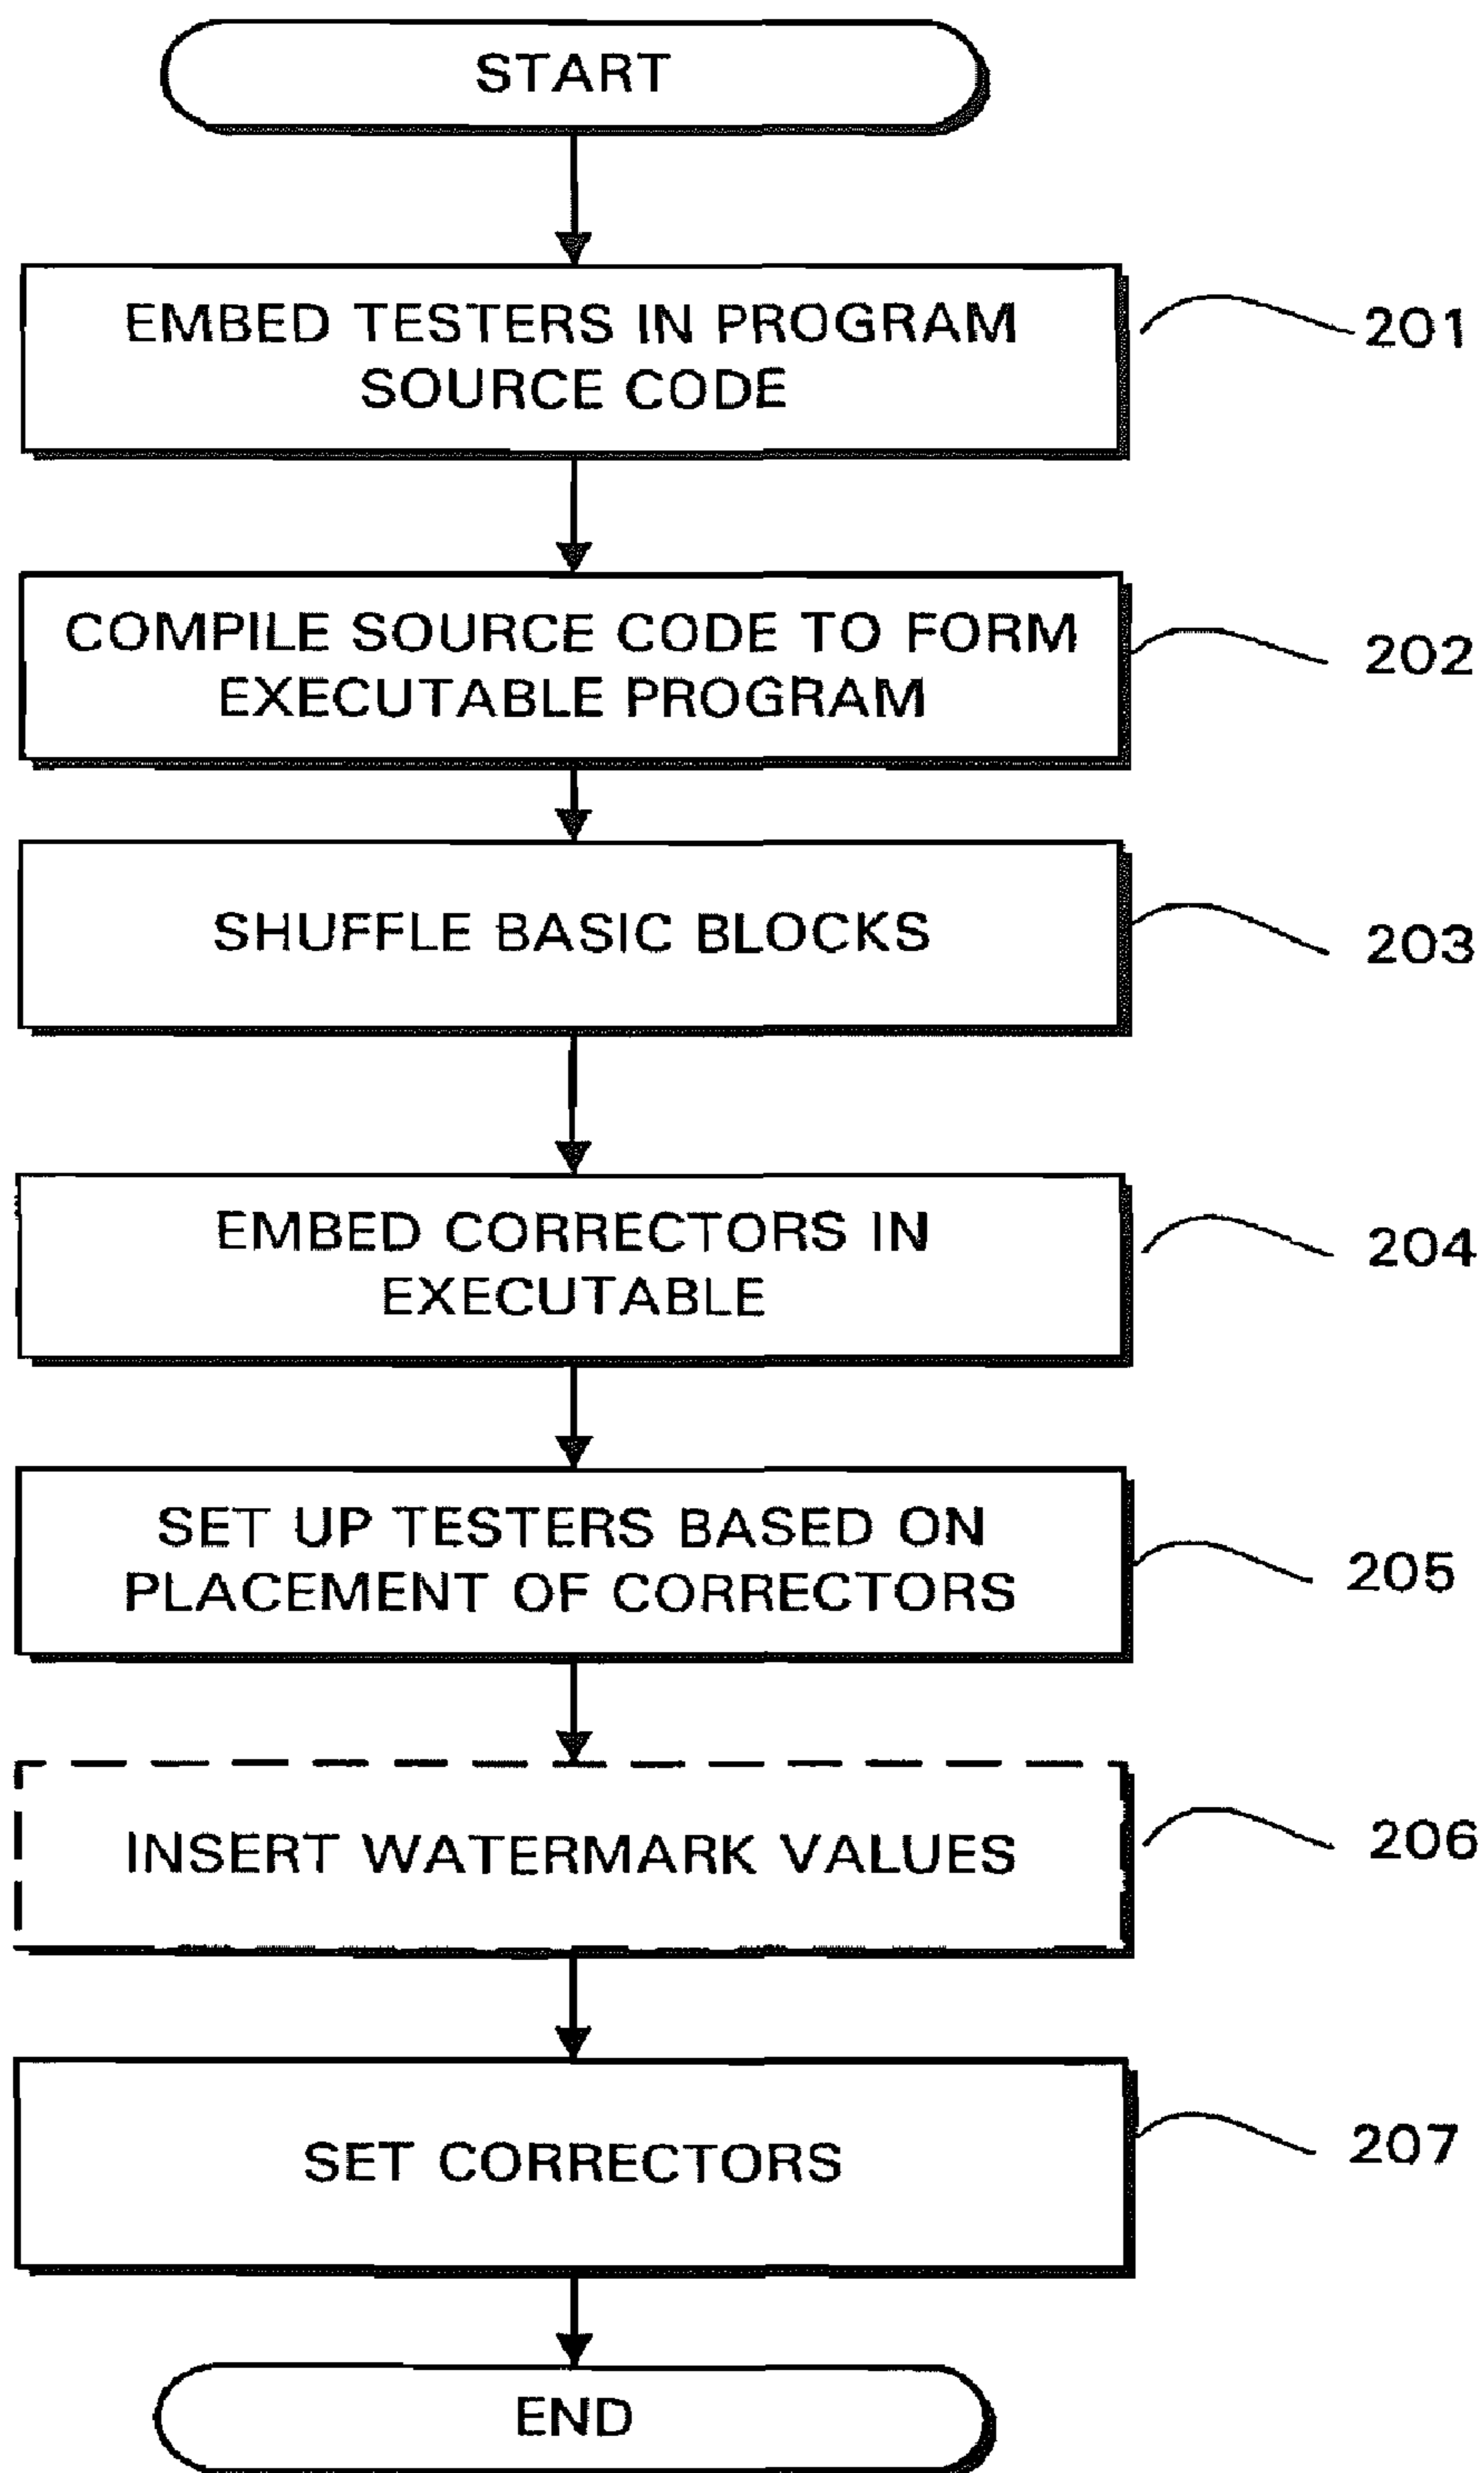 START
EMBED TESTERS IN PROGRAM
SOURCE CODE
201
COMPILE SOURCE CODE TO FORM
EXECUTABLE PROGRAM
202
SHUFFLE BASIC BLOCKS
203
EMBED CORRECTORS IN
EXECUTABLE
204
SET UP TESTERS BASED ON
PLACEMENT OF CORRECTORS
205
INSERT WATERMARK VALUES
206
SET CORRECTORS
207
END